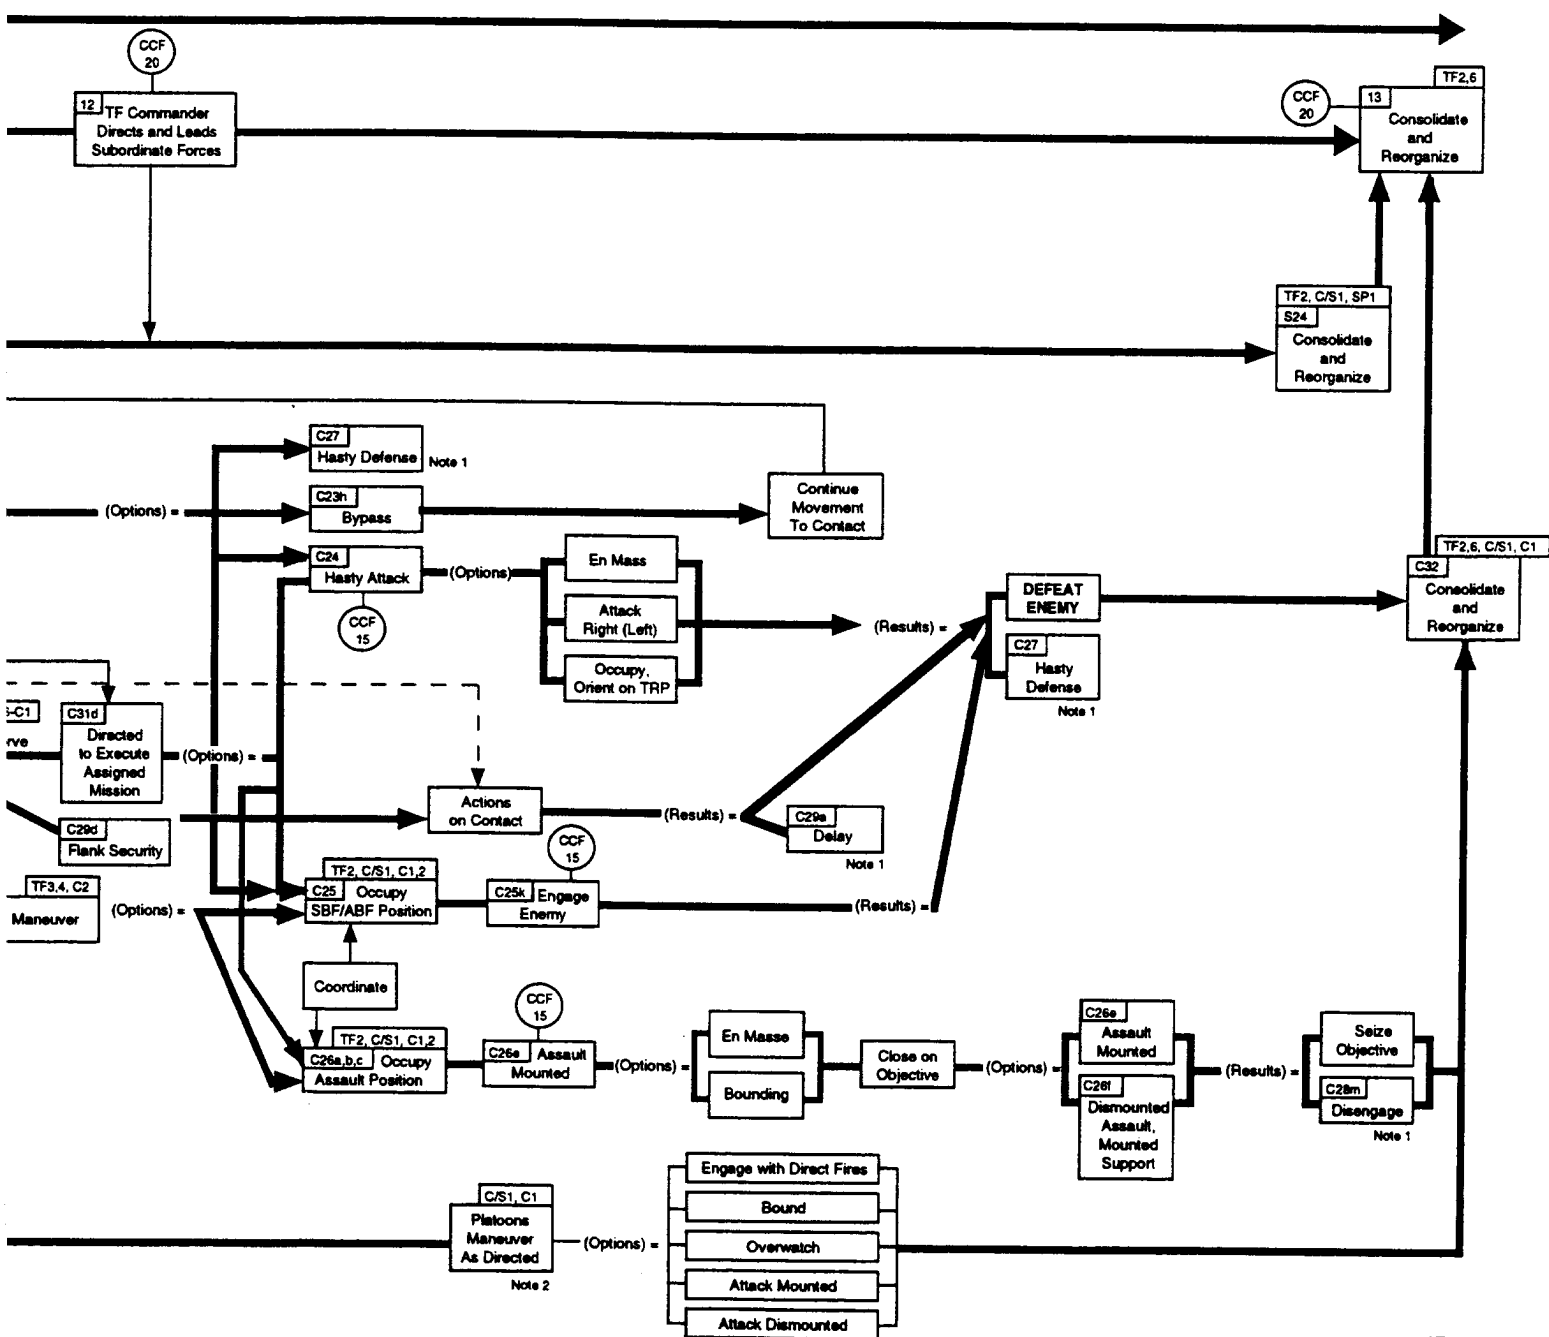 CCF
20
12
TF Commander
Directs and Leads
Subordinate Forces
TF2,6
CCF
20
13
Consolidate
and
Reorganize
TF2, C/S1, SP1
S24
Consolidate
and
Reorganize
C27
Hasty Defense
Note 1
(Options) =
C23h
Bypass
Continue
Movement
To Contact
C24
Hasty Attack
(Options)
CCF
15
En Mass
Attack
Right (Left)
Occupy,
Orient on TRP
(Results) =
DEFEAT
ENEMY
C27
Hasty
Defense
Note 1
TF2,6, C/S1, C1
C32
Consolidate
and
Reorganize
-C1
rve
C31d
Directed
to Execute
Assigned
Mission
(Options) =
C29d
Flank Security
Actions
on Contact
(Results) =
C29a
Delay
Note 1
TF3,4, C2
Maneuver
(Options) =
TF2, C/S1, C1,2
C25 Occupy
SBF/ABF Position
CCF
15
C25k Engage
Enemy
(Results) =
Coordinate
TF2, C/S1, C1,2
C26a,b,c Occupy
Assault Position
CCF
15
C26e Assault
Mounted
(Options) =
En Masse
Bounding
Close on
Objective
(Options) =
C26e
Assault
Mounted
C26f
Dismounted
Assault,
Mounted
Support
(Results) =
Seize
Objective
C28m
Disengage
Note 1
C/S1, C1
Platoons
Maneuver
As Directed
Note 2
(Options) =
Engage with Direct Fires
Bound
Overwatch
Attack Mounted
Attack Dismounted